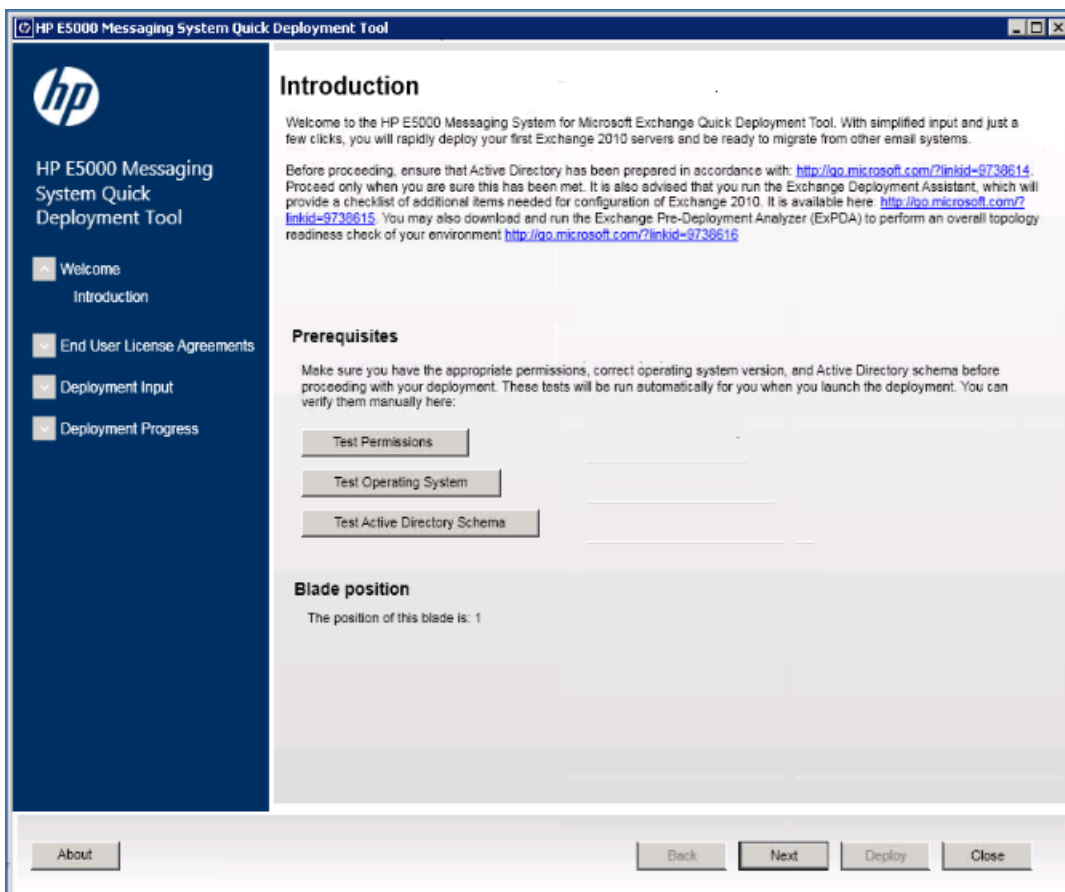 HP E5000 Messaging System Quick Deployment Tool
hp
HP E5000 Messaging
System Quick
Deployment Tool
Welcome
Introduction
End User License Agreements
Deployment Input
Deployment Progress
Introduction
Welcome to the HP E5000 Messaging System for Microsoft Exchange Quick Deployment Tool. With simplified input and just a
few clicks, you will rapidly deploy your first Exchange 2010 servers and be ready to migrate from other email systems.
Before proceeding, ensure that Active Directory has been prepared in accordance with: http://go.microsoft.com/?linkid=9738614.
Proceed only when you are sure this has been met. It is also advised that you run the Exchange Deployment Assistant, which will
provide a checklist of additional items needed for configuration of Exchange 2010. It is available here: http://go.microsoft.com/?
linkid=9738615. You may also download and run the Exchange Pre-Deployment Analyzer (ExPDA) to perform an overall topology
readiness check of your environment http://go.microsoft.com/?linkid=9738616
Prerequisites
Make sure you have the appropriate permissions, correct operating system version, and Active Directory schema before
proceeding with your deployment. These tests will be run automatically for you when you launch the deployment. You can
verify them manually here:
Test Permissions
Test Operating System
Test Active Directory Schema
Blade position
The position of this blade is: 1
About
Back
Next
Deploy
Close